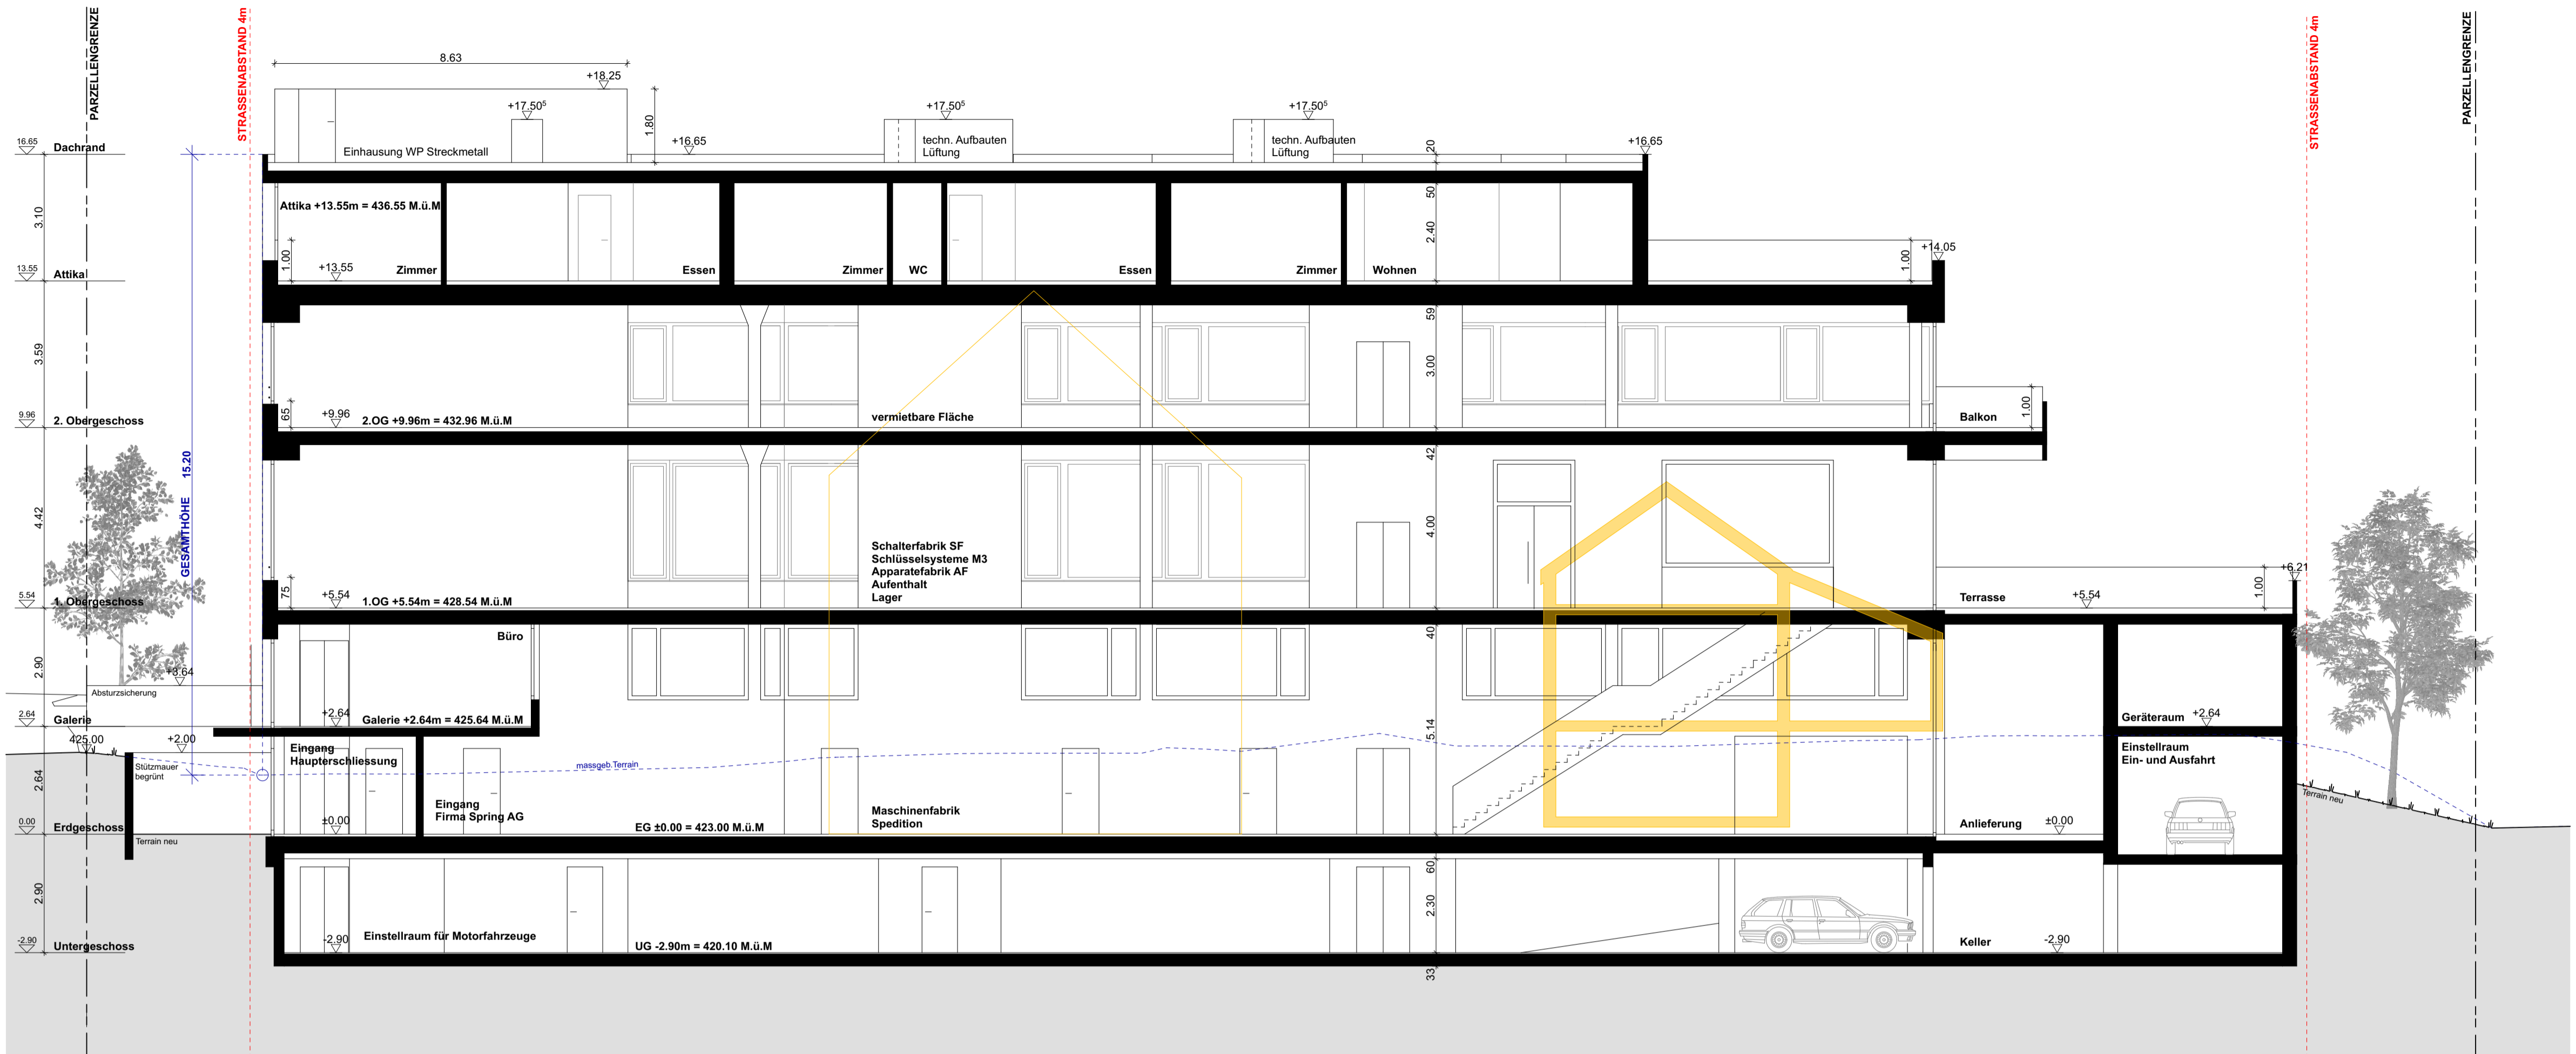 PARZELLENGRENZE
STRASSENABSTAND 4m
STRASSENABSTAND 4m
PARZELLENGRENZE
8.63
+18.25
1.80
+17.50⁵
+17.50⁵
+17.50⁵
Einhausung WP Streckmetall
+16.65
techn. Aufbauten
Lüftung
techn. Aufbauten
Lüftung
20
+16.65
16.65
Dachrand
3.10
Attika +13.55m = 436.55 M.ü.M
50
2.40
1.00
+13.55
Zimmer
Essen
Zimmer
WC
Essen
Zimmer
Wohnen
1.00
+14.05
13.55
Attika
3.59
59
3.00
65
+9.96
2.OG +9.96m = 432.96 M.ü.M
vermietbare Fläche
Balkon
1.00
9.96
2. Obergeschoss
GESAMTHÖHE 15.20
4.42
42
4.00
Schalterfabrik SF
Schlüsselsysteme M3
Apparatefabrik AF
Aufenthalt
Lager
75
+5.54
1.OG +5.54m = 428.54 M.ü.M
Terrasse
+5.54
1.00
+6.21
5.54
1. Obergeschoss
2.90
Büro
40
5.14
+3.64
Absturzsicherung
2.64
Galerie
+2.64
Galerie +2.64m = 425.64 M.ü.M
Geräteraum
+2.64
425.00
+2.00
Stützmauer
begrünt
Eingang
Haupterschliessung
massgeb.Terrain
Einstellraum
Ein- und Ausfahrt
2.64
Eingang
Firma Spring AG
Maschinenfabrik
Spedition
Terrain neu
0.00
Erdgeschoss
±0.00
EG ±0.00 = 423.00 M.ü.M
Anlieferung
±0.00
Terrain neu
2.90
60
2.30
-2.90
Untergeschoss
-2.90
Einstellraum für Motorfahrzeuge
UG -2.90m = 420.10 M.ü.M
Keller
-2.90
33